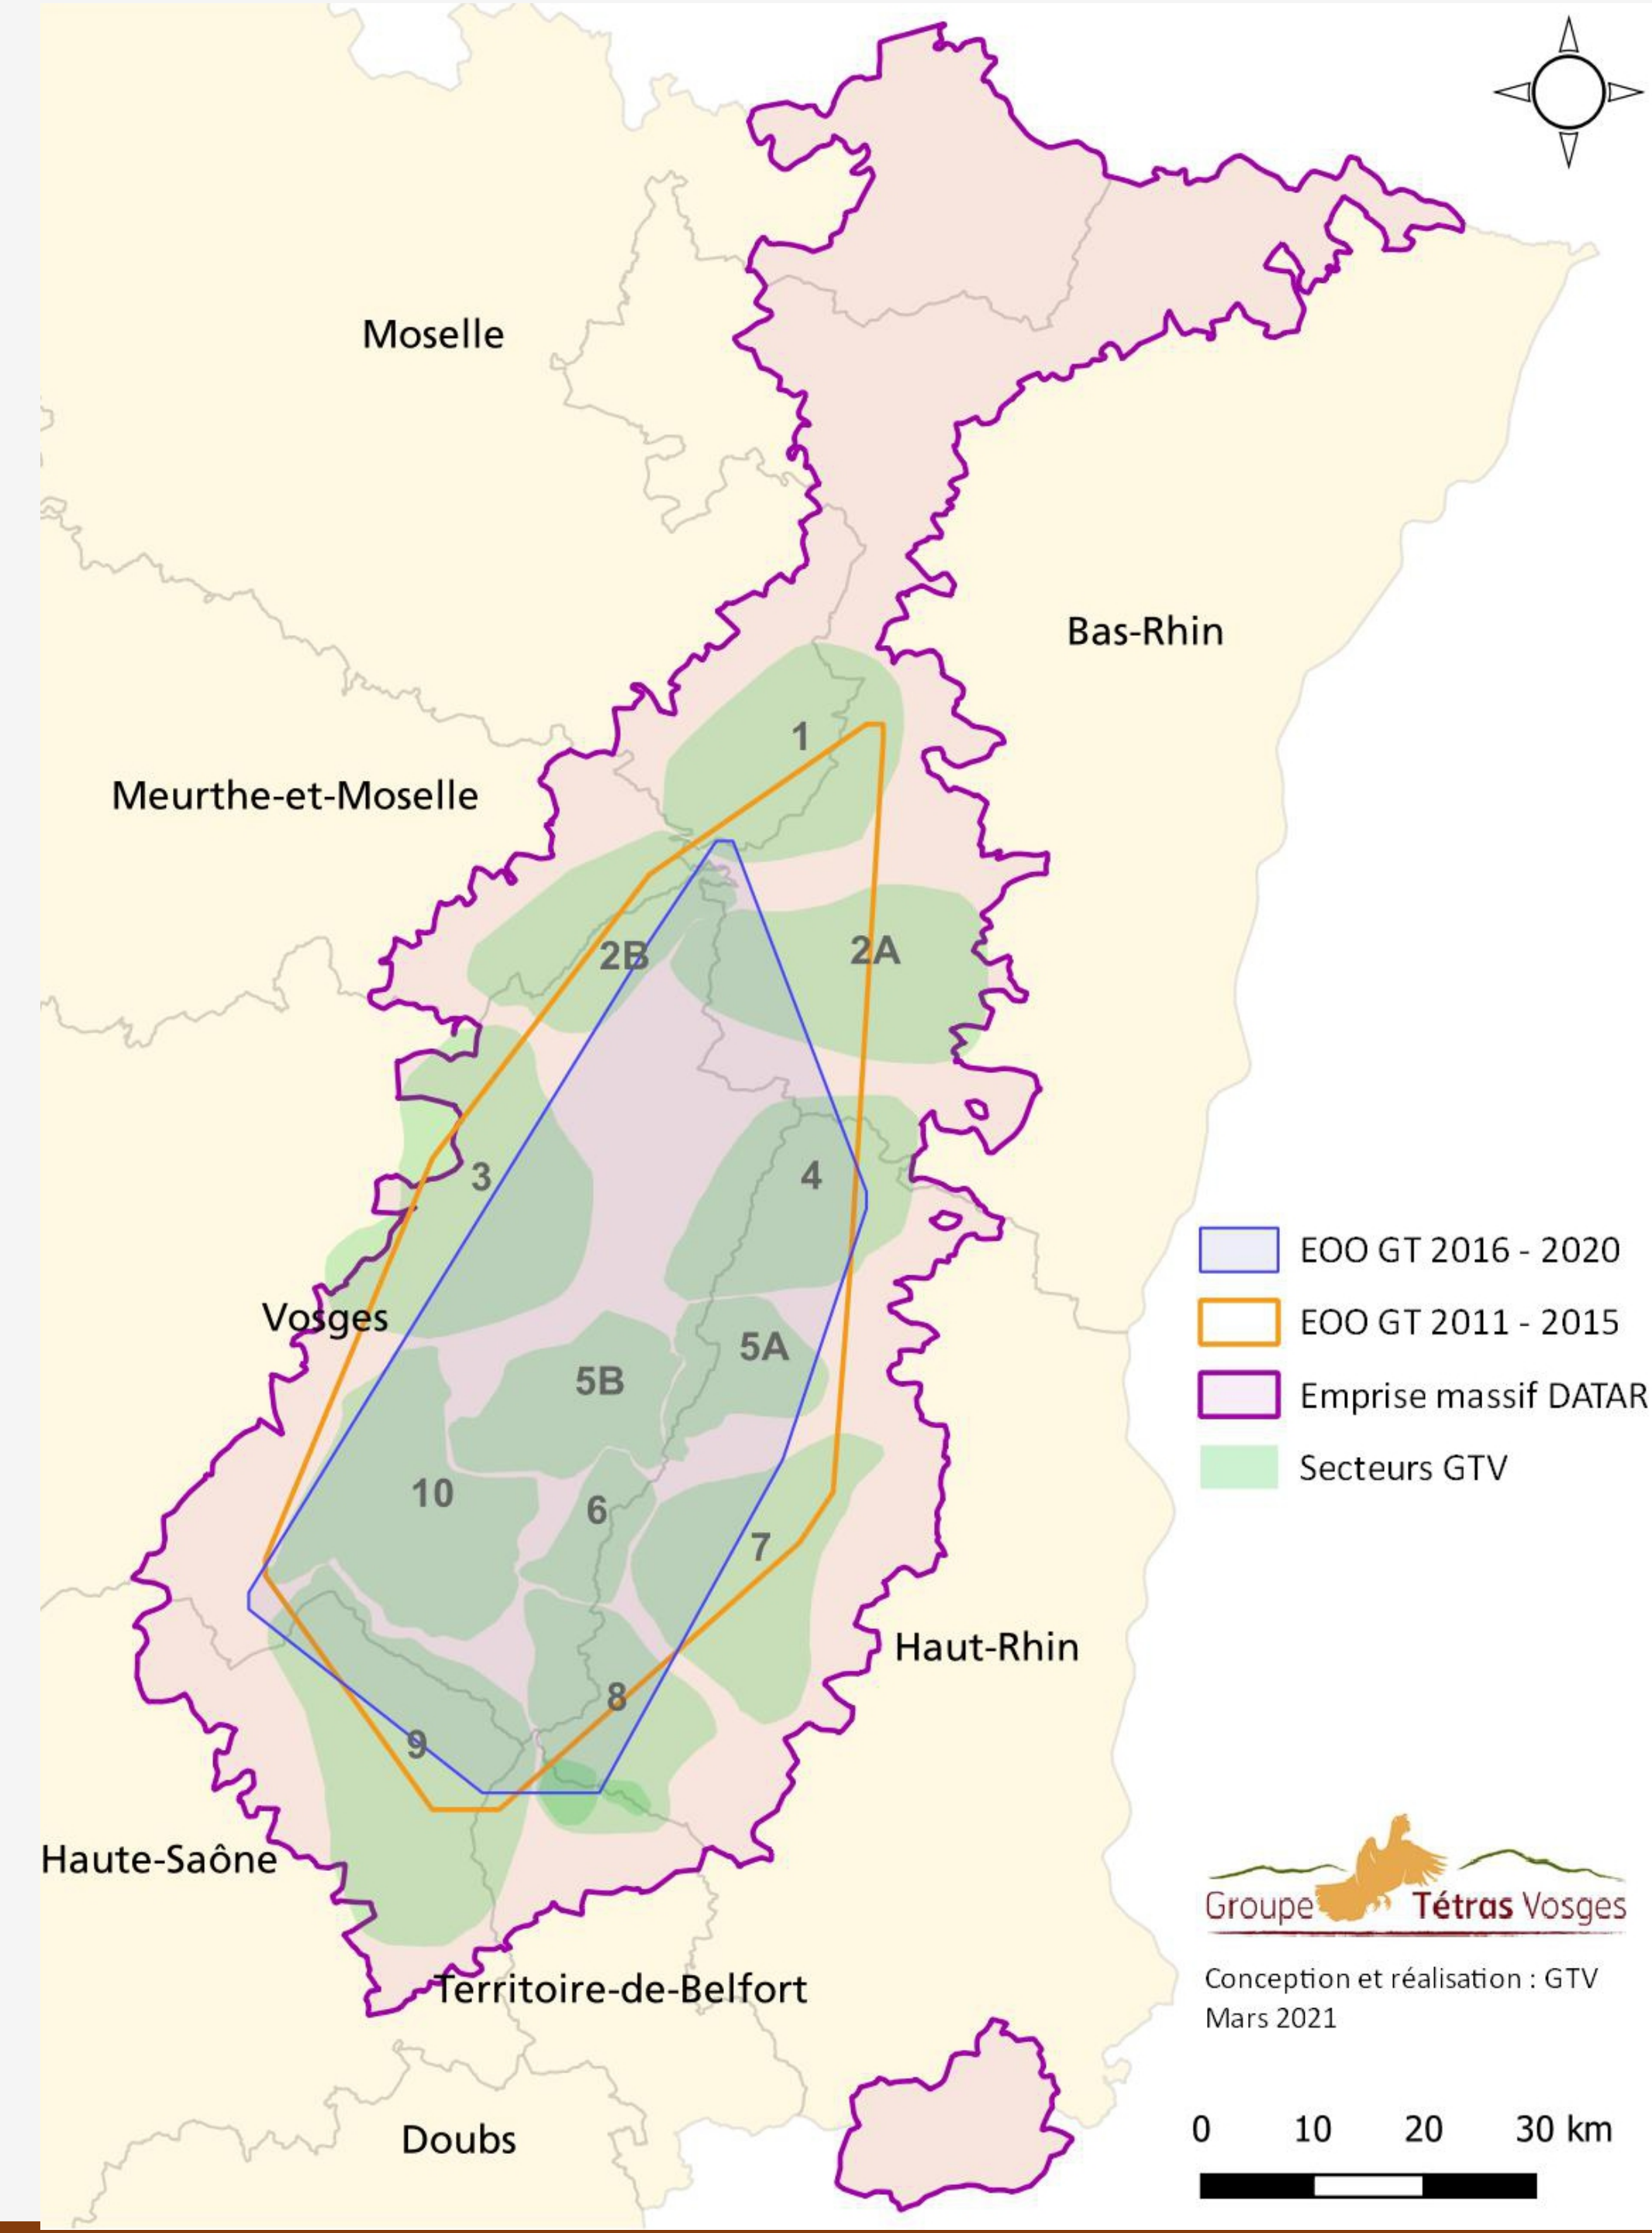 Moselle
Bas-Rhin
1
Meurthe-et-Moselle
2B
2A
3
4
EOO GT 2016 - 2020
Vosges
EOO GT 2011 - 2015
5A
5B
Emprise massif DATAR
Secteurs GTV
10
6
7
Haut-Rhin
8
9
Haute-Saône
Groupe Tétras Vosges
Territoire-de-Belfort
Conception et réalisation : GTV
Mars 2021
Doubs
0 10 20 30 km